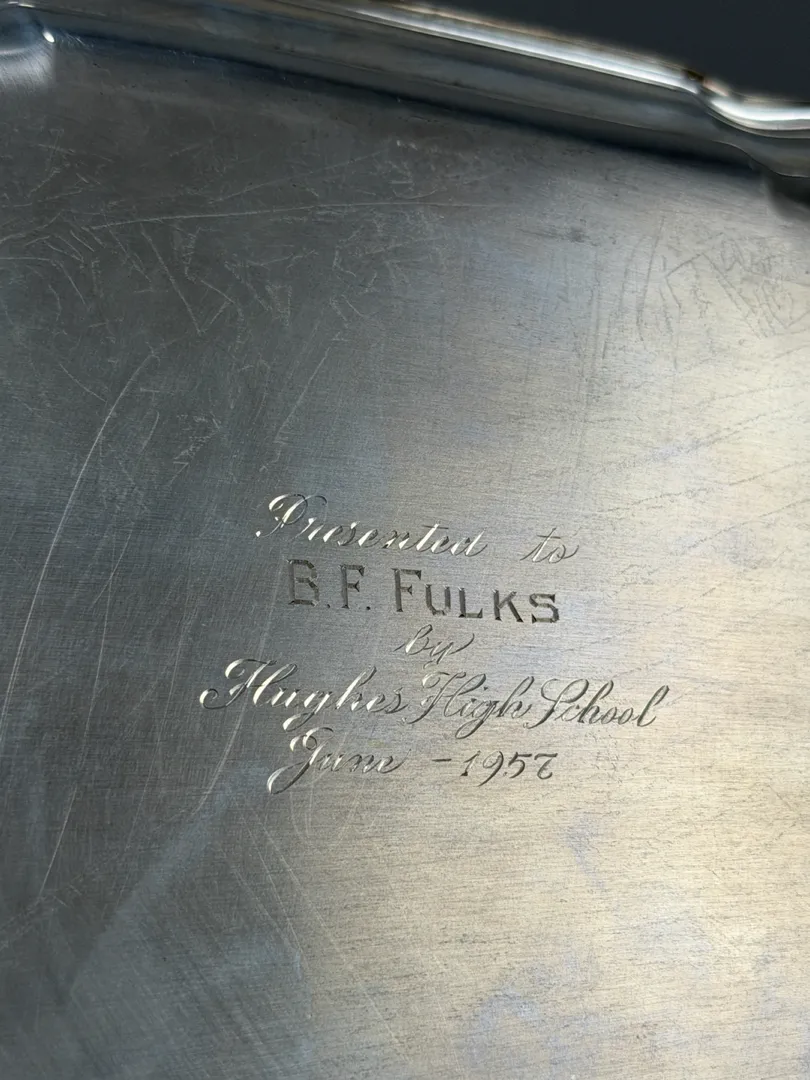 Presented to
B.F. FULKS
by
Hughes High School
June - 1957